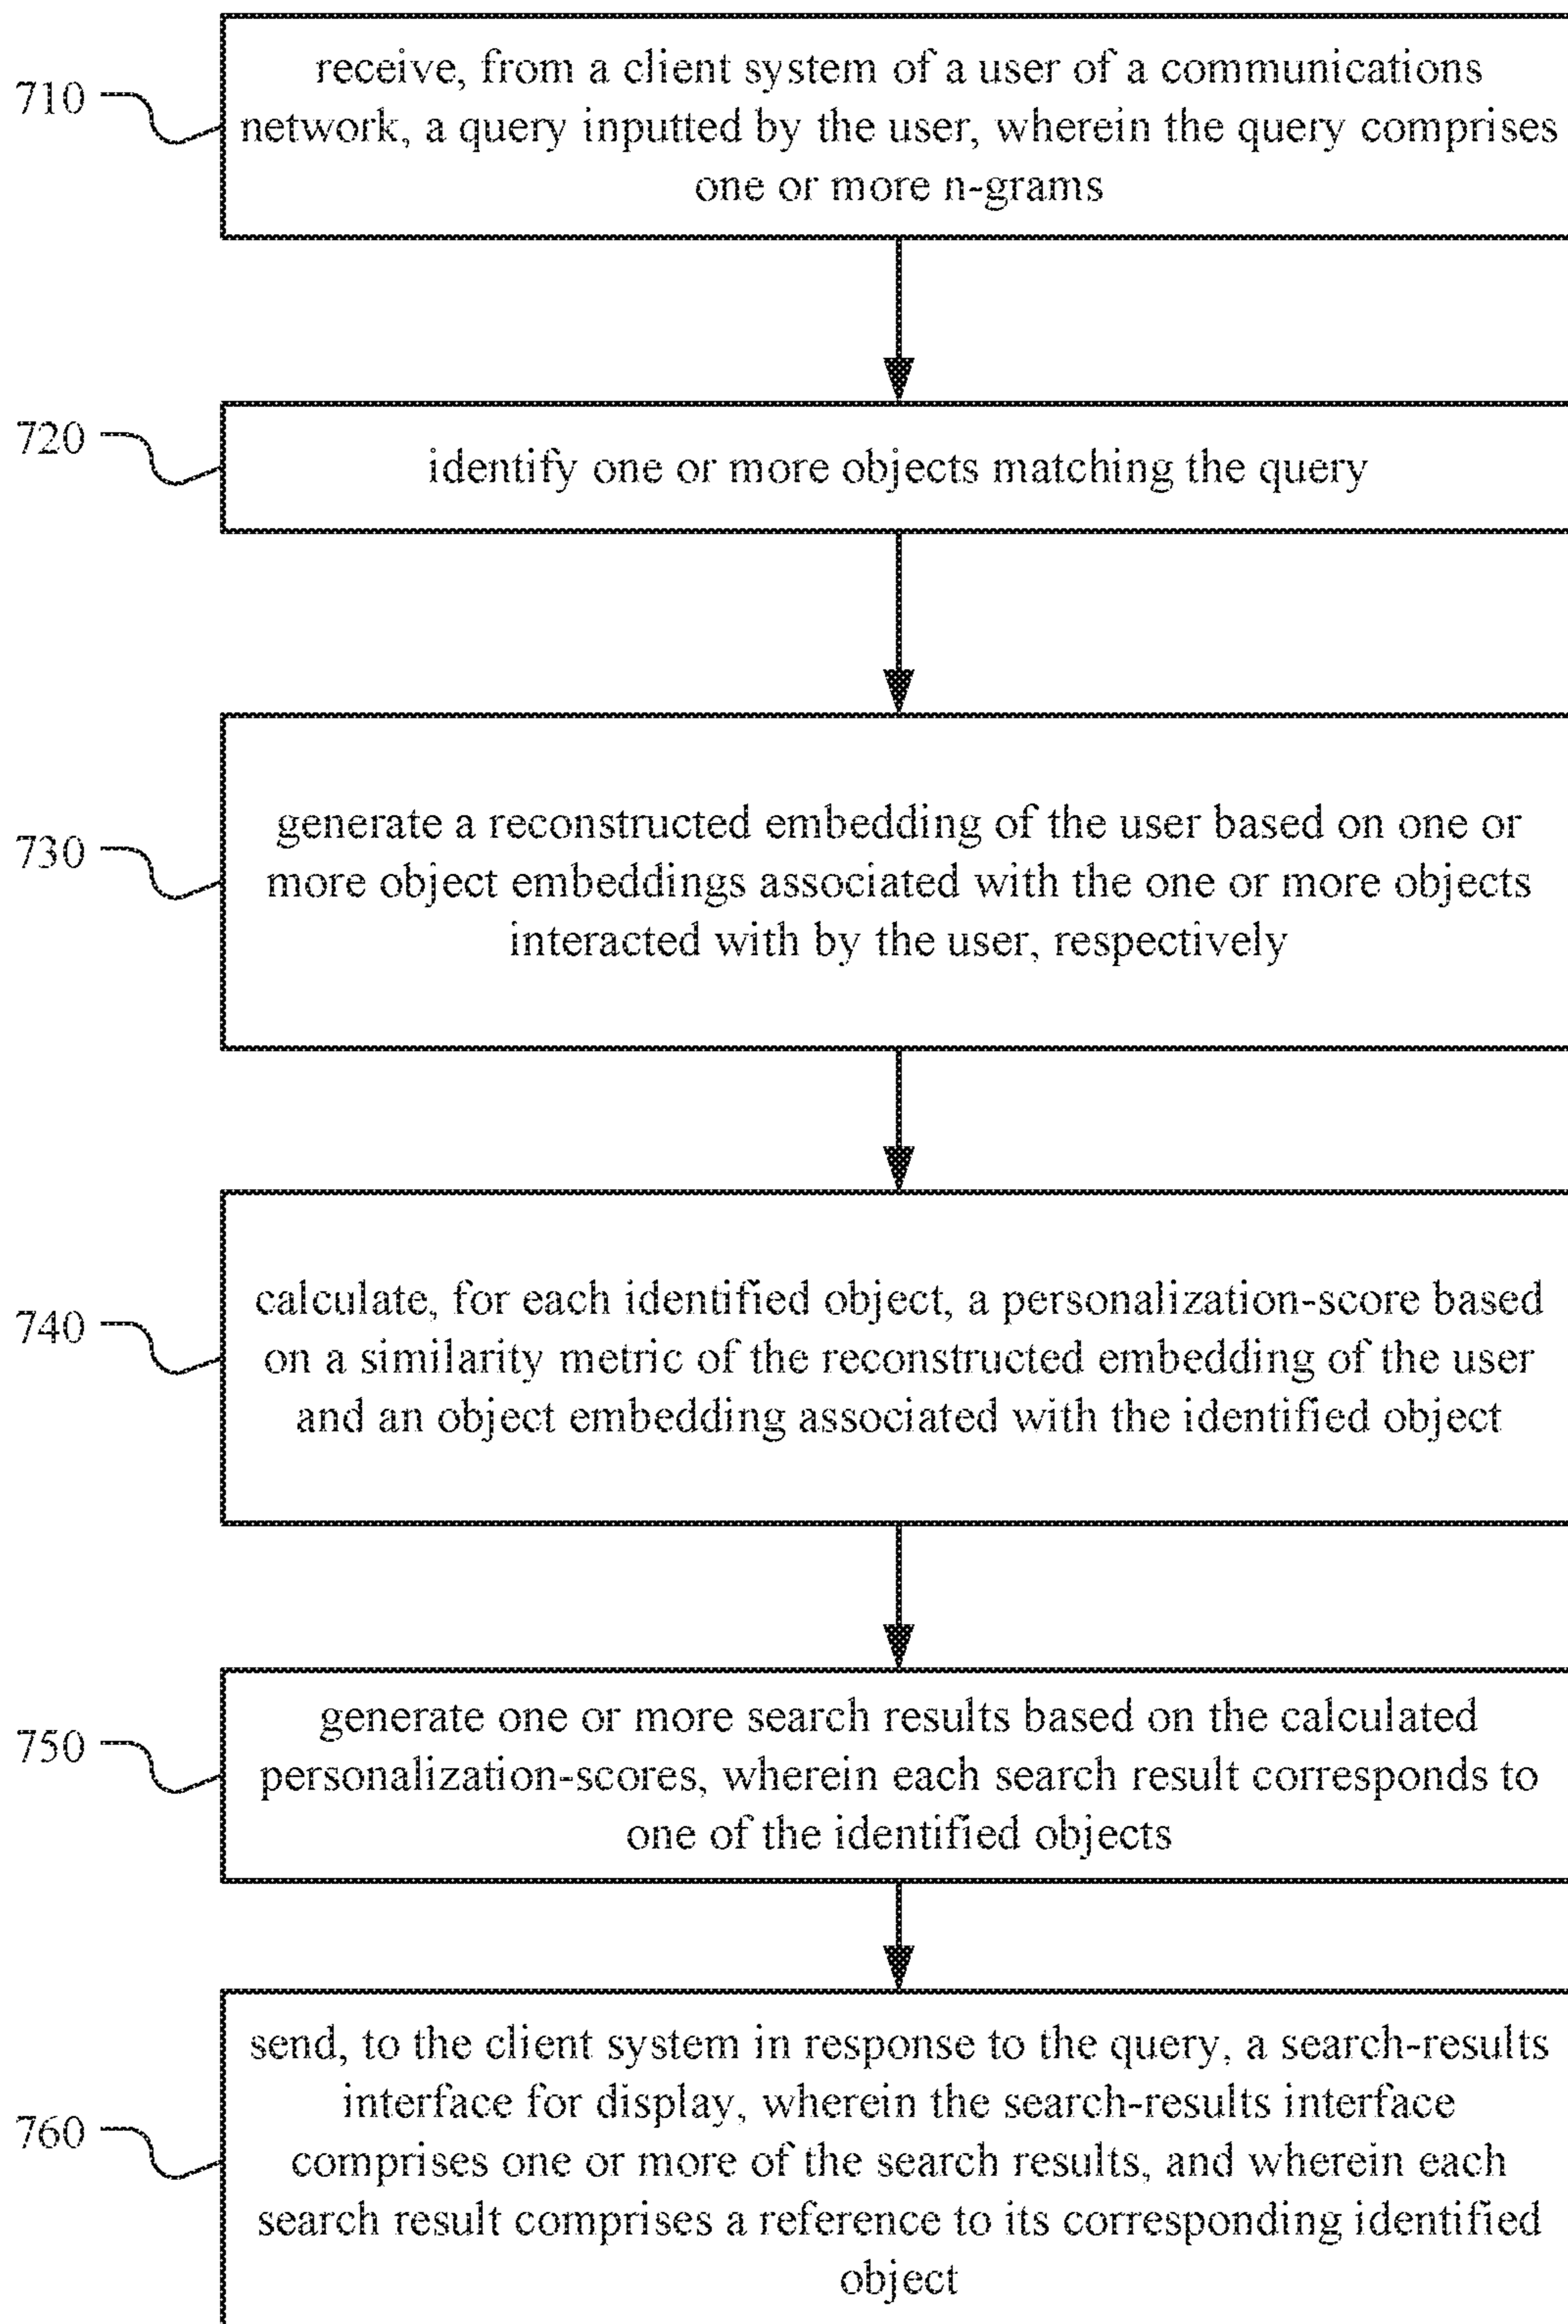 710
receive, from a client system of a user of a communications
network, a query inputted by the user, wherein the query comprises
one or more n-grams
720
identify one or more objects matching the query
730
generate a reconstructed embedding of the user based on one or
more object embeddings associated with the one or more objects
interacted with by the user, respectively
740
calculate, for each identified object, a personalization-score based
on a similarity metric of the reconstructed embedding of the user
and an object embedding associated with the identified object
750
generate one or more search results based on the calculated
personalization-scores, wherein each search result corresponds to
one of the identified objects
760
send, to the client system in response to the query, a search-results
interface for display, wherein the search-results interface
comprises one or more of the search results, and wherein each
search result comprises a reference to its corresponding identified
object